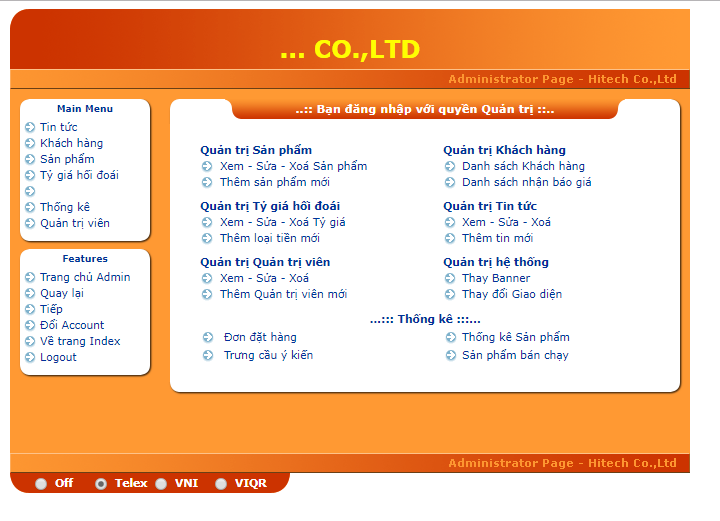 ... CO.,LTD
Administrator Page - Hitech Co.,Ltd
Main Menu
Tin tức
Khách hàng
Sản phẩm
Tỷ giá hối đoái
Thống kê
Quản trị viên
Features
Trang chủ Admin
Quay lại
Tiếp
Đổi Account
Về trang Index
Logout
..:: Bạn đăng nhập với quyền Quản trị ::..
Quản trị Sản phẩm
Xem - Sửa - Xoá Sản phẩm
Thêm sản phẩm mới
Quản trị Khách hàng
Danh sách Khách hàng
Danh sách nhận báo giá
Quản trị Tỷ giá hối đoái
Xem - Sửa - Xoá Tỷ giá
Thêm loại tiền mới
Quản trị Tin tức
Xem - Sửa - Xoá
Thêm tin mới
Quản trị Quản trị viên
Xem - Sửa - Xoá
Thêm Quản trị viên mới
Quản trị hệ thống
Thay Banner
Thay đổi Giao diện
...::: Thống kê :::...
Đơn đặt hàng
Thống kê Sản phẩm
Trưng cầu ý kiến
Sản phẩm bán chạy
Administrator Page - Hitech Co.,Ltd
Off Telex VNI VIQR